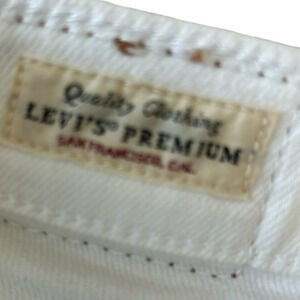 Quality Clothing
LEVI'S® PREMIUM
SAN FRANCISCO, CAL.